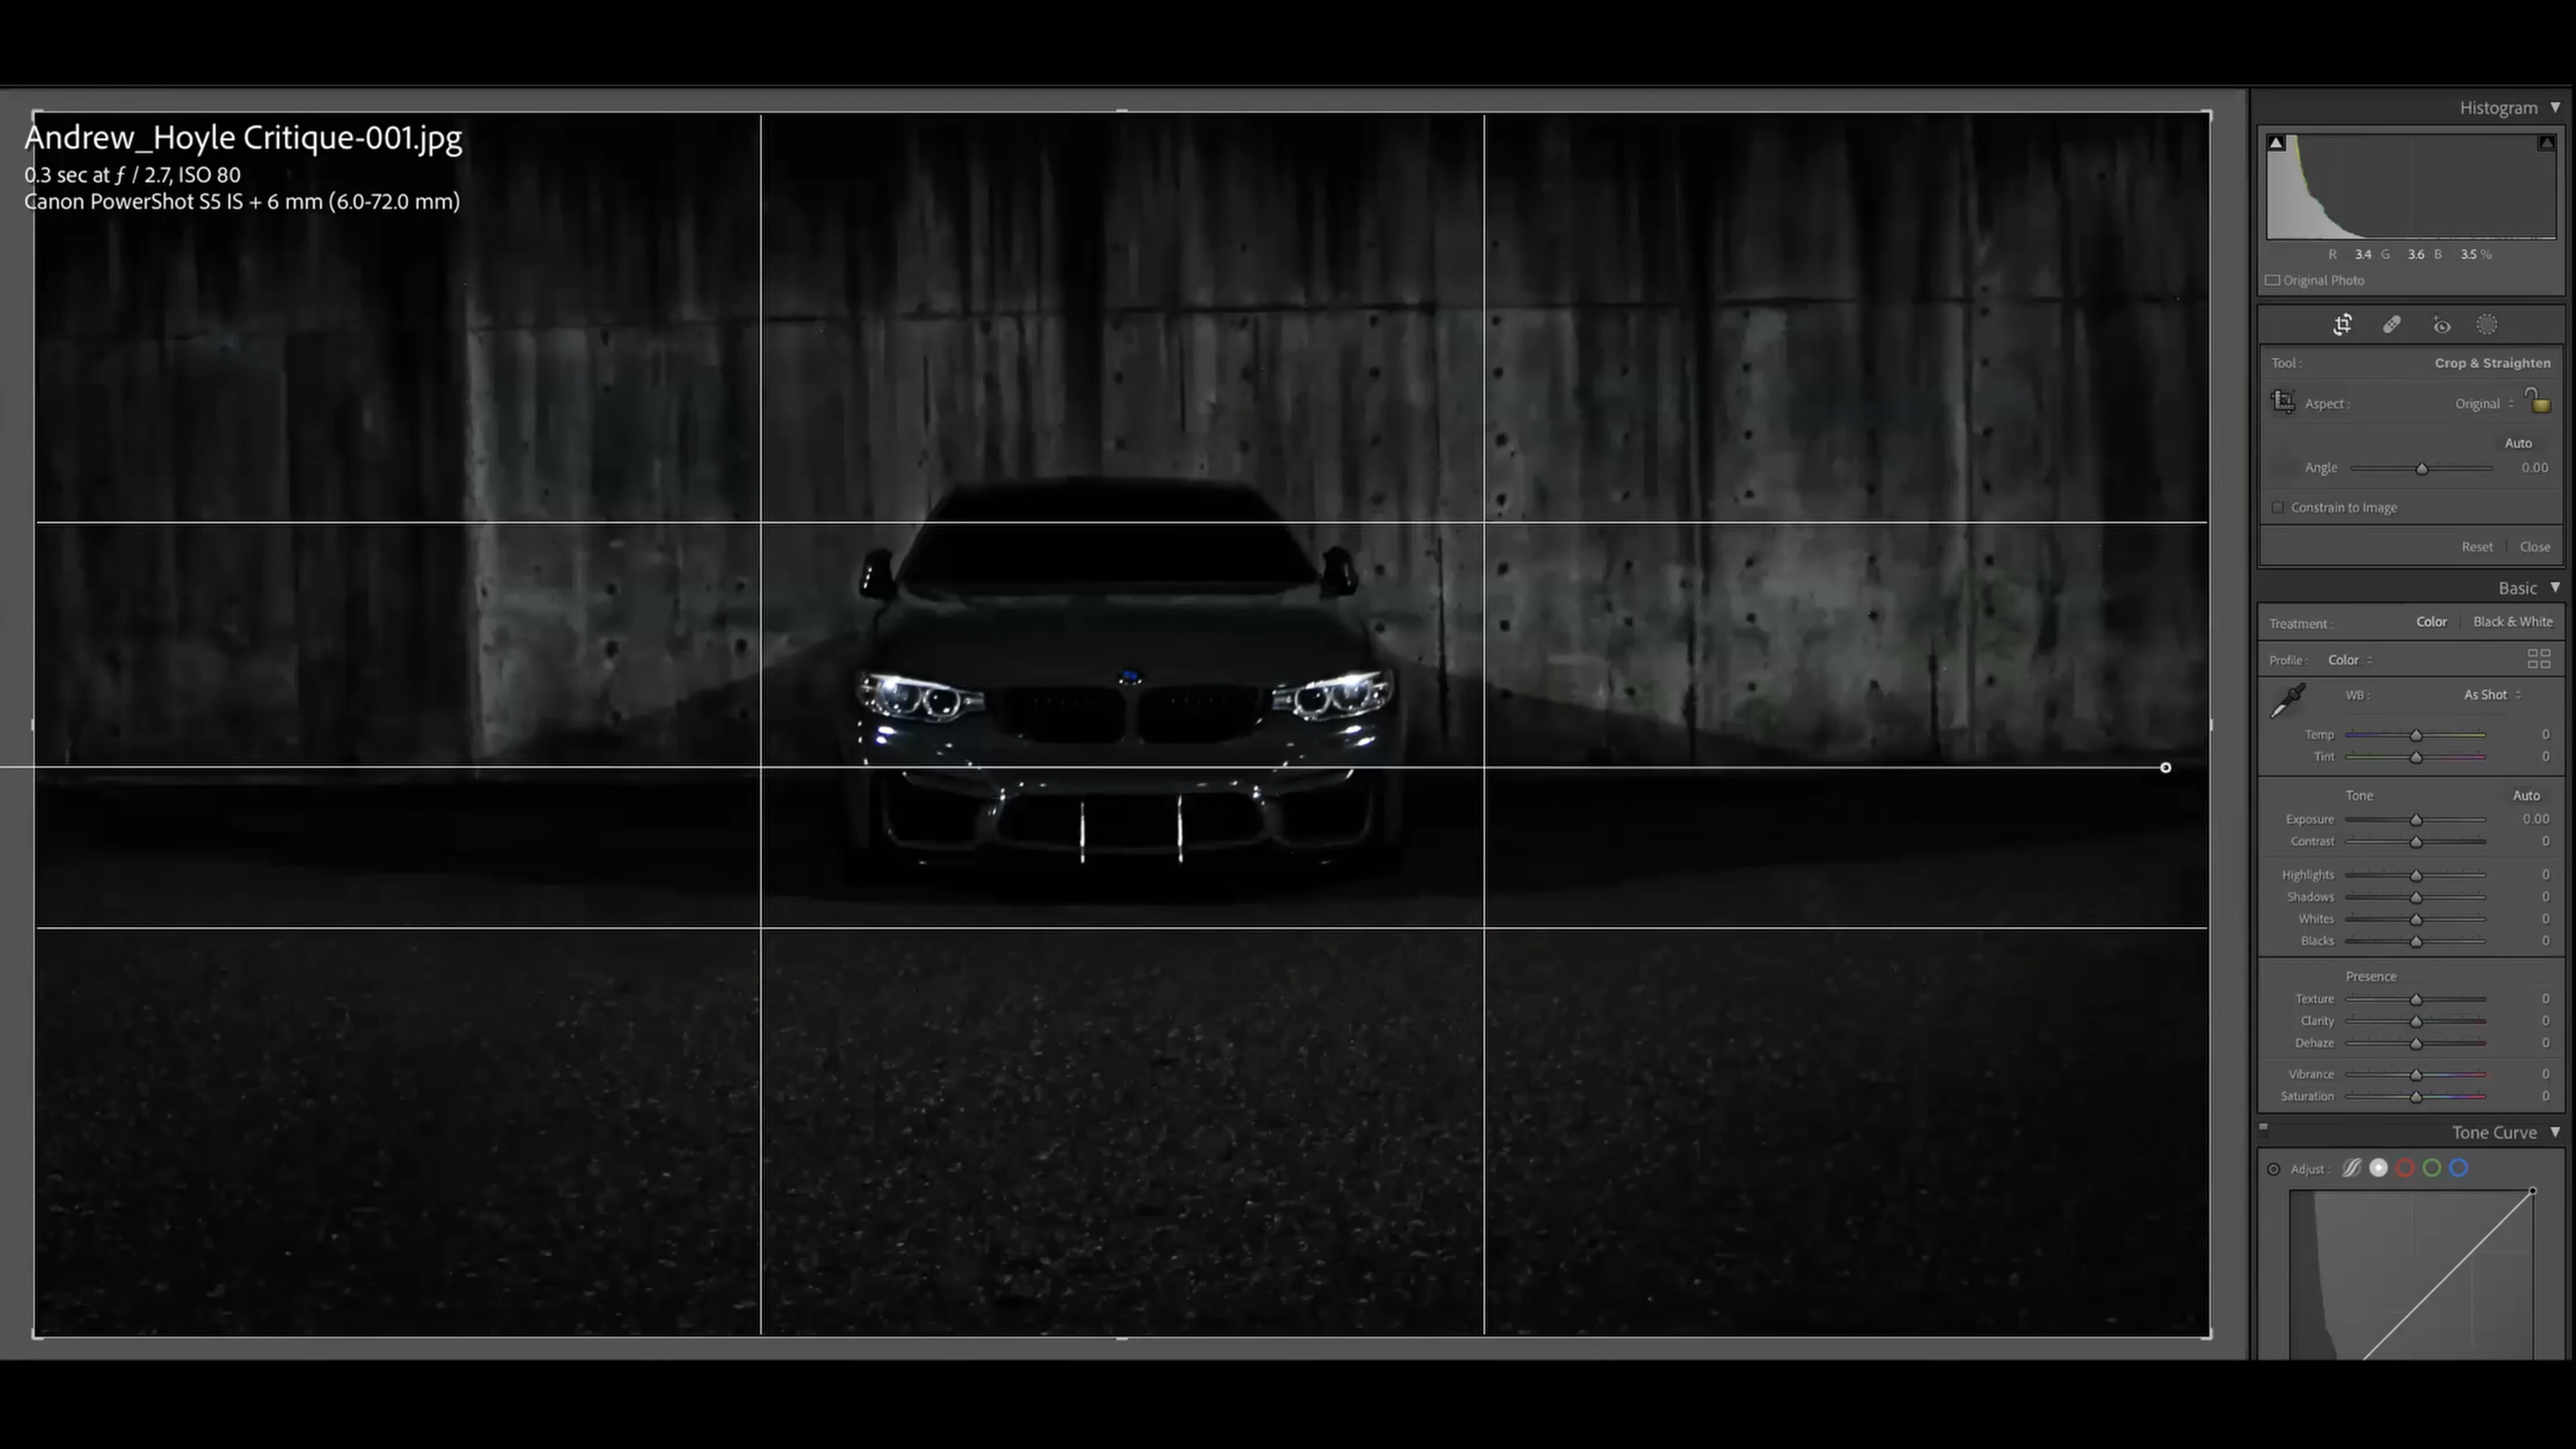 Andrew_Hoyle Critique-001.jpg
0.3 sec at ƒ / 2.7, ISO 80
Canon PowerShot S5 IS + 6 mm (6.0-72.0 mm)
Histogram
R 3.4 G 3.6 B 3.5 %
Original Photo
Tool : Crop & Straighten
Aspect : Original
Auto
Angle 0.00
Constrain to Image
Reset Close
Basic
Treatment : Color Black & White
Profile : Color
WB : As Shot
Temp 0
Tint 0
Tone Auto
Exposure 0.00
Contrast 0
Highlights 0
Shadows 0
Whites 0
Blacks 0
Presence
Texture 0
Clarity 0
Dehaze 0
Vibrance 0
Saturation 0
Tone Curve
Adjust :